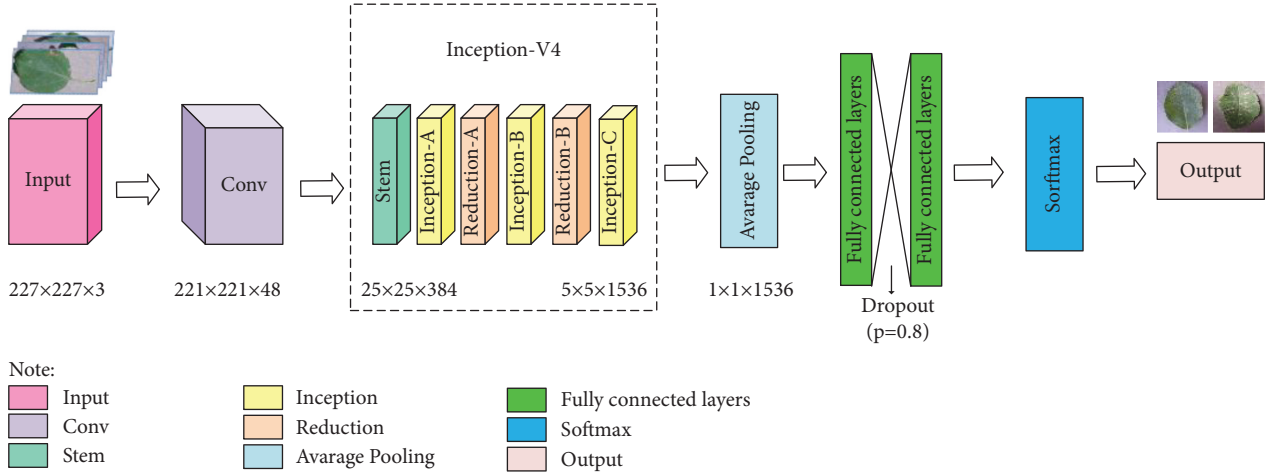 Inception-V4
Input
Conv
Stem
Inception-A
Reduction-A
Inception-B
Reduction-B
Inception-C
Avarage Pooling
Fully connected layers
Fully connected layers
Sorftmax
Output
227×227×3
221×221×48
25×25×384
5×5×1536
1×1×1536
Dropout
(p=0.8)
Note:
Input
Conv
Stem
Inception
Reduction
Avarage Pooling
Fully connected layers
Softmax
Output